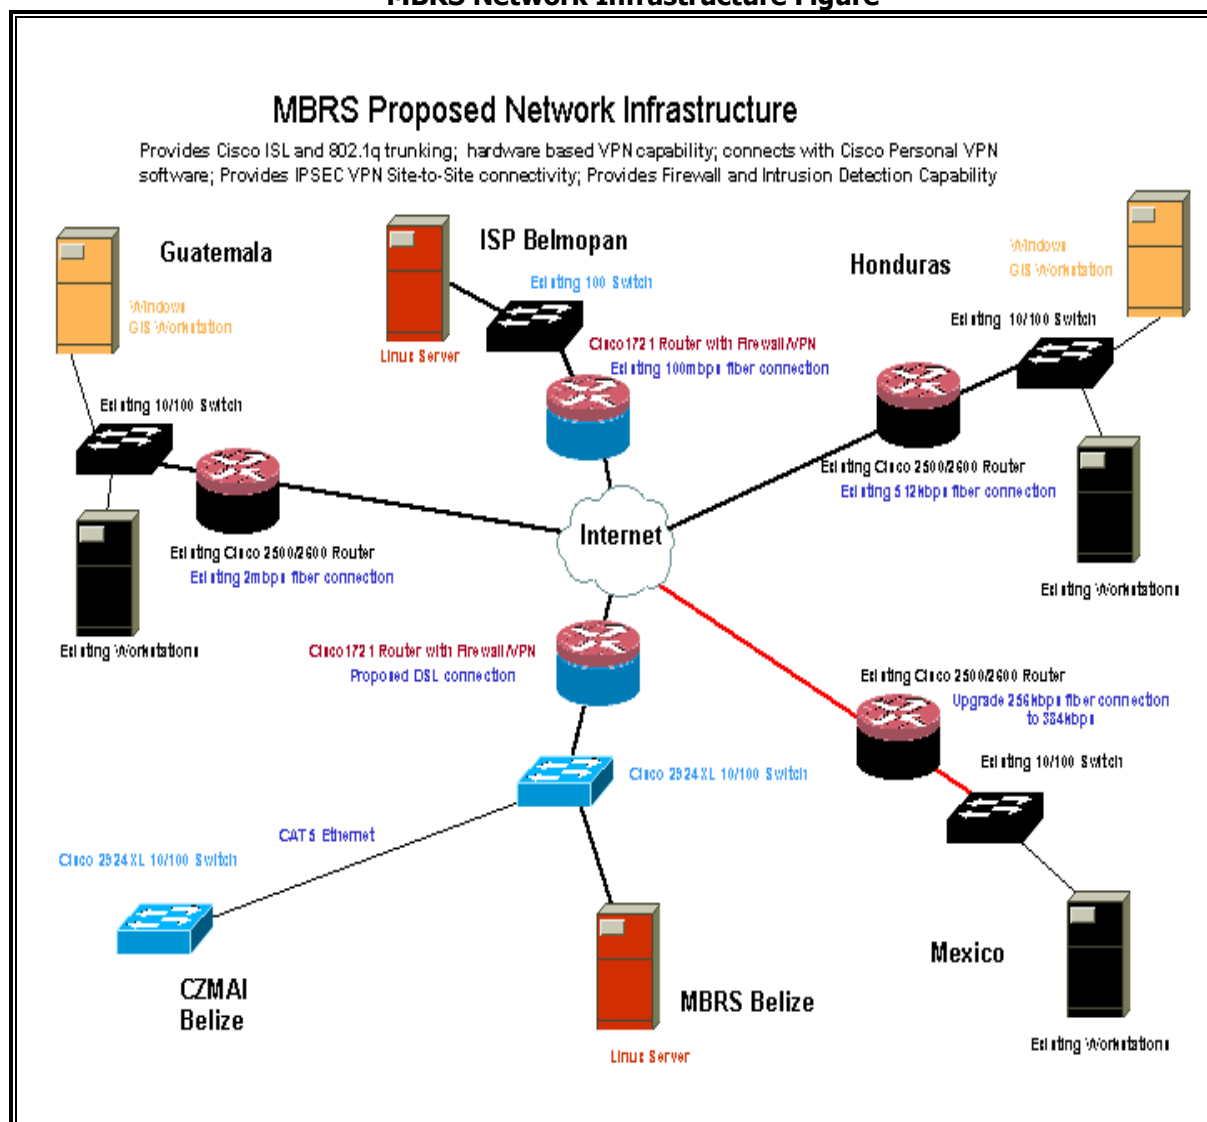 MBRS Network Infrastructure Figure
MBRS Proposed Network Infrastructure
Provides Cisco ISL and 802.1q trunking; hardware based VPN capability; connects with Cisco Personal VPN
software; Provides IPSEC VPN Site-to-Site connectivity; Provides Firewall and Intrusion Detection Capability
Guatemala
Windows
GIS Workstation
Existing 10/100 Switch
Existing Cisco 2500/2600 Router
Existing 2mbps fiber connection
Existing Workstations
ISP Belmopan
Existing 100 Switch
Linux Server
Cisco 1721 Router with Firewall/VPN
Existing 100mbps fiber connection
Honduras
Windows
GIS Workstation
Existing 10/100 Switch
Existing Cisco 2500/2600 Router
Existing 512kbps fiber connection
Existing Workstations
Internet
Cisco 1721 Router with Firewall/VPN
Proposed DSL connection
Cisco 2924XL 10/100 Switch
CAT5 Ethernet
Cisco 2924XL 10/100 Switch
CZMAI
Belize
MBRS Belize
Linux Server
Existing Cisco 2500/2600 Router
Upgrade 256kbps fiber connection
to 384kbps
Existing 10/100 Switch
Mexico
Existing Workstations